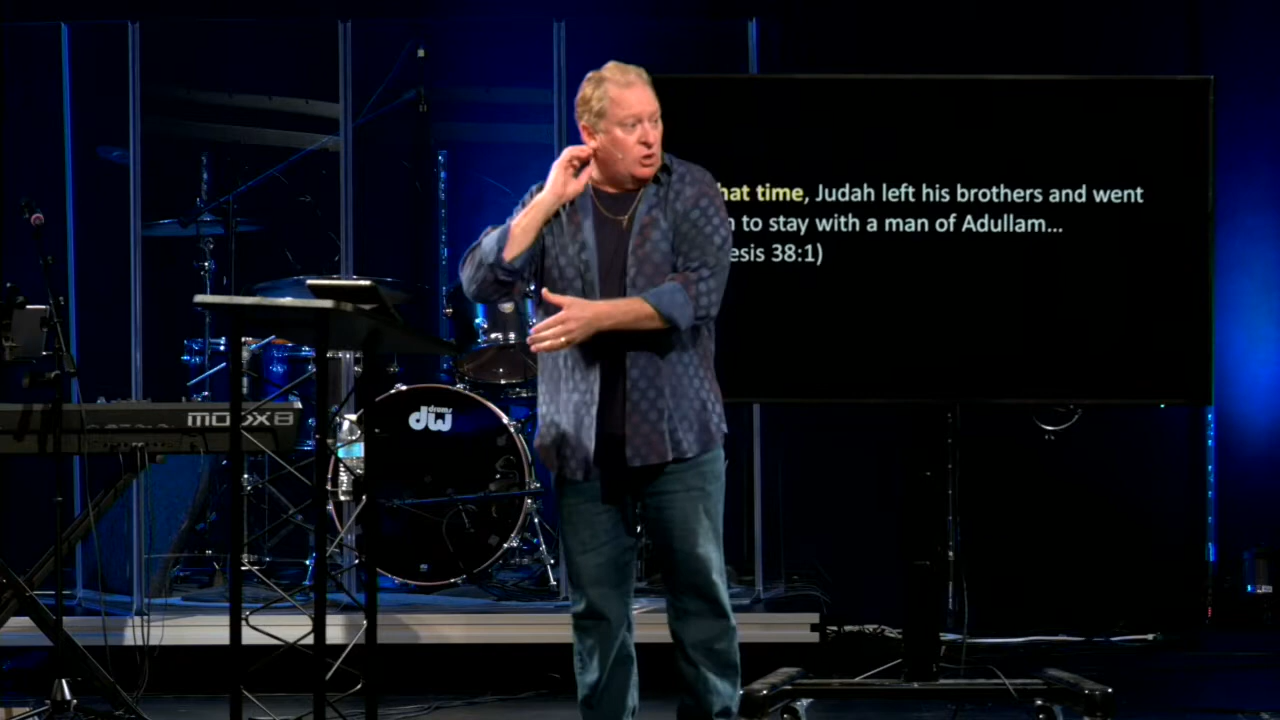 hat time, Judah left his brothers and went
to stay with a man of Adullam...
esis 38:1)
MODX8
drums
dw